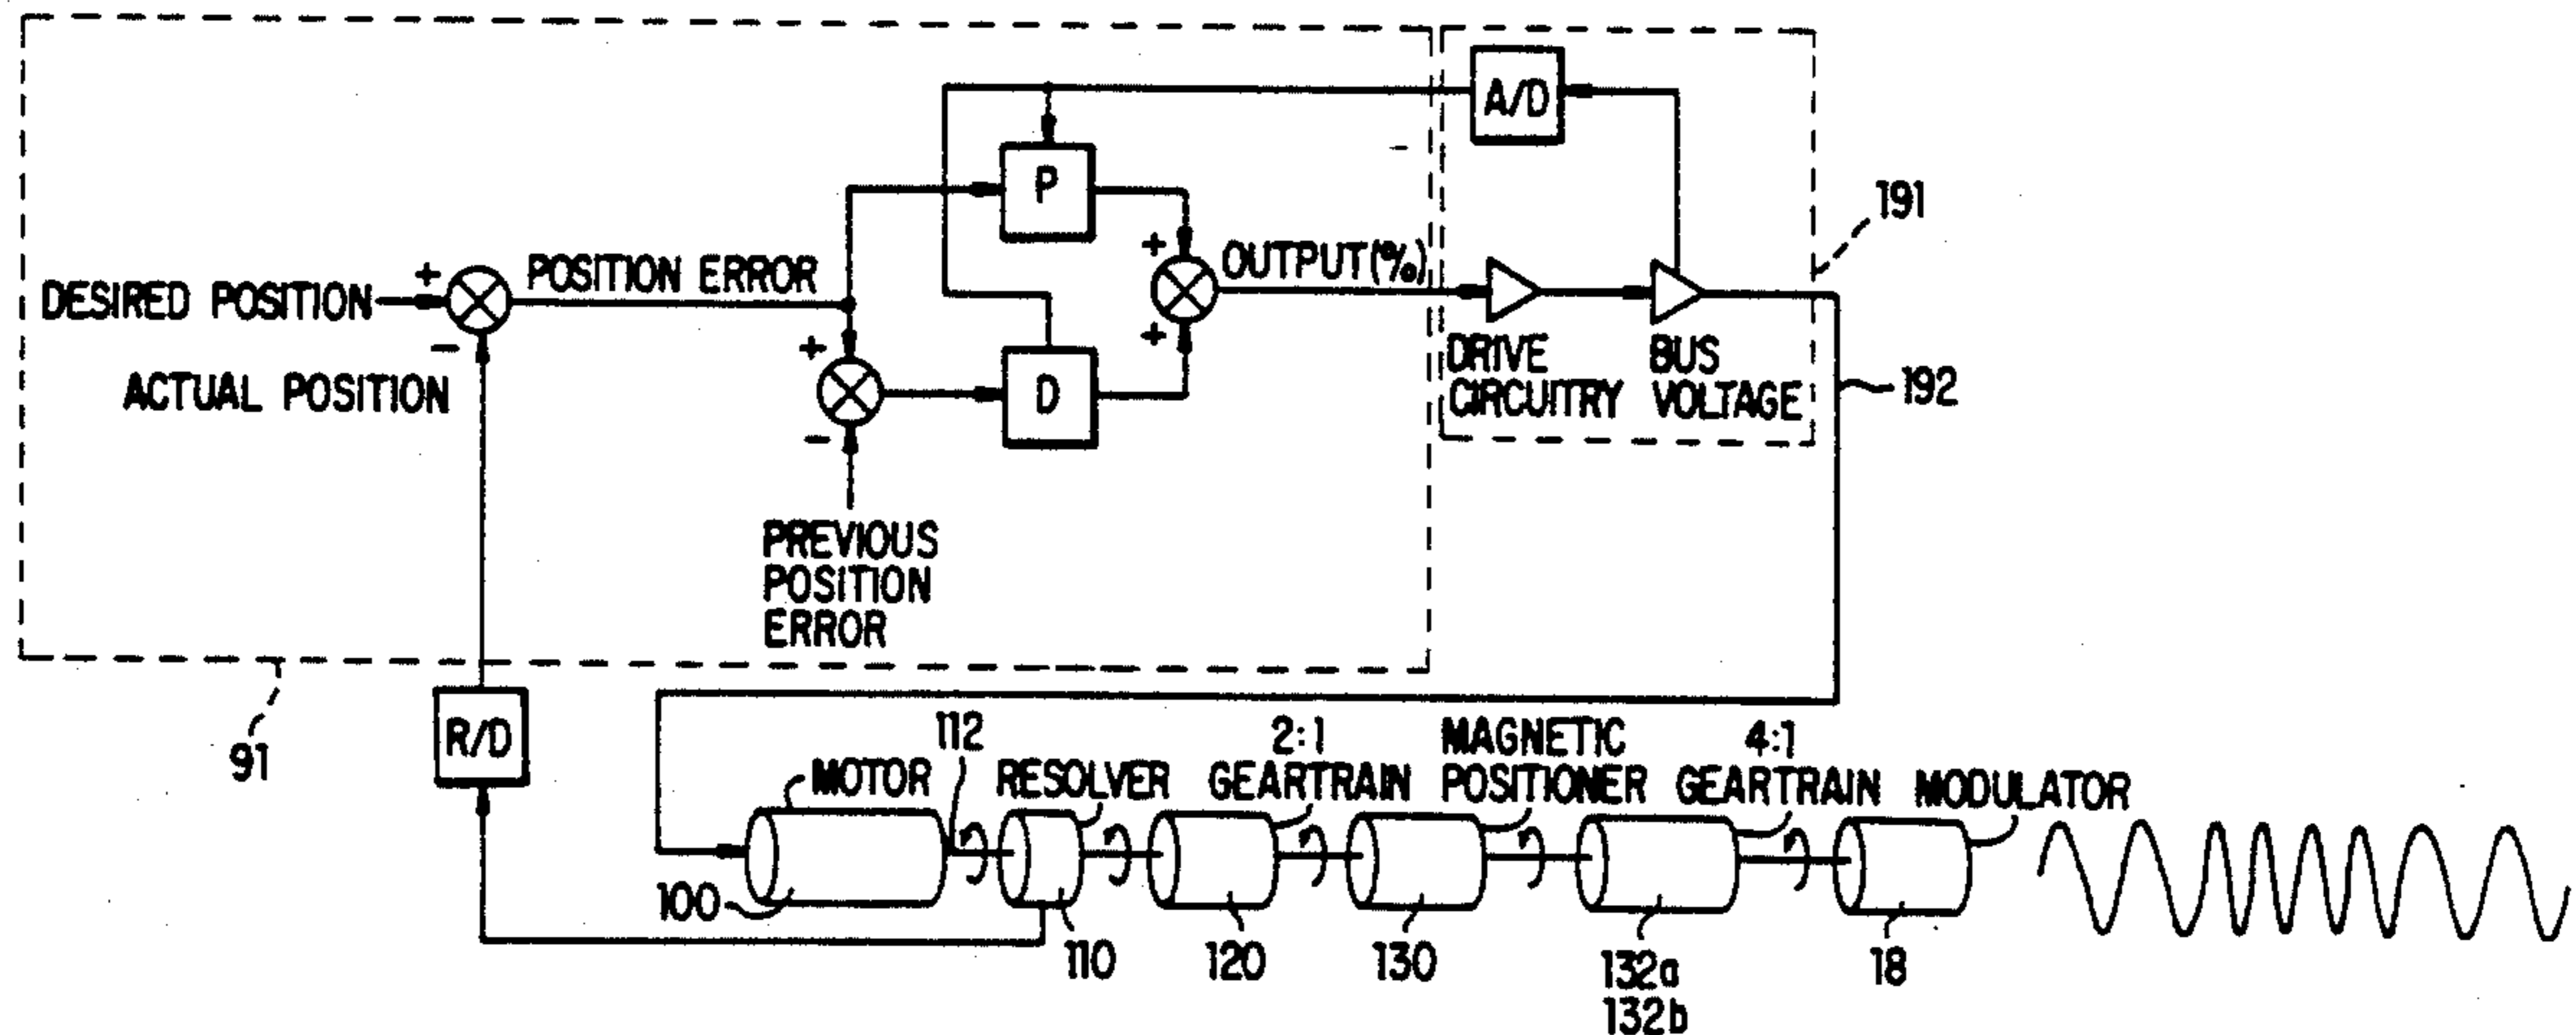 A/D
191
P
OUTPUT(%)
+
+
POSITION ERROR
DESIRED POSITION
+
-
ACTUAL POSITION
+
-
D
DRIVE
CIRCUITRY
BUS
VOLTAGE
192
PREVIOUS
POSITION
ERROR
91
R/D
112
MOTOR
RESOLVER
2:1
GEARTRAIN
MAGNETIC
POSITIONER
4:1
GEARTRAIN
MODULATOR
100
110
120
130
132a
132b
18